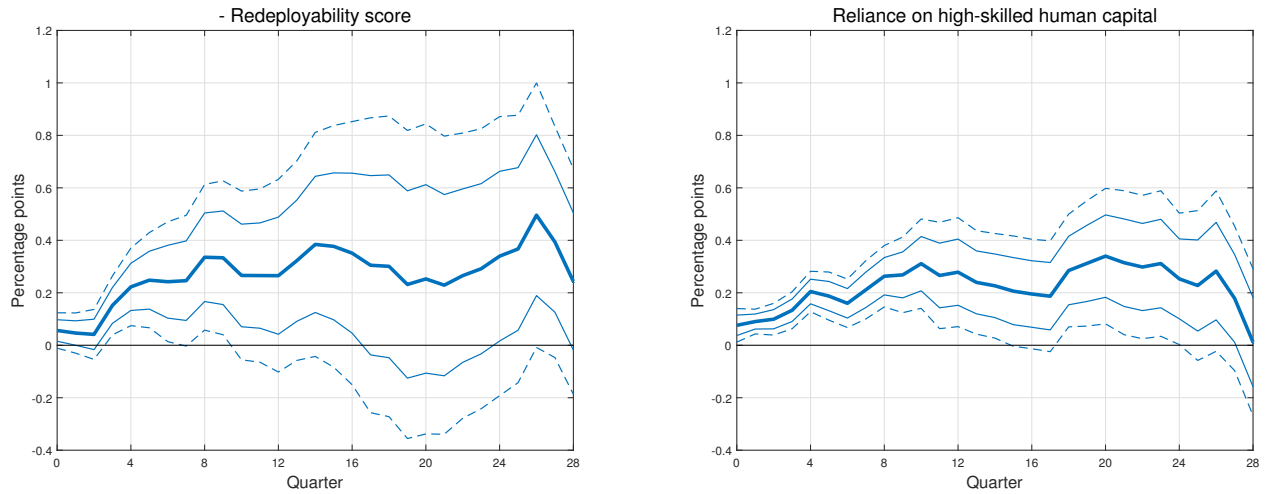 - Redeployability score
1.2
1
0.8
0.6
0.4
0.2
0
-0.2
-0.4
Percentage points
0 4 8 12 16 20 24 28
Quarter
Reliance on high-skilled human capital
1.2
1
0.8
0.6
0.4
0.2
0
-0.2
-0.4
Percentage points
0 4 8 12 16 20 24 28
Quarter